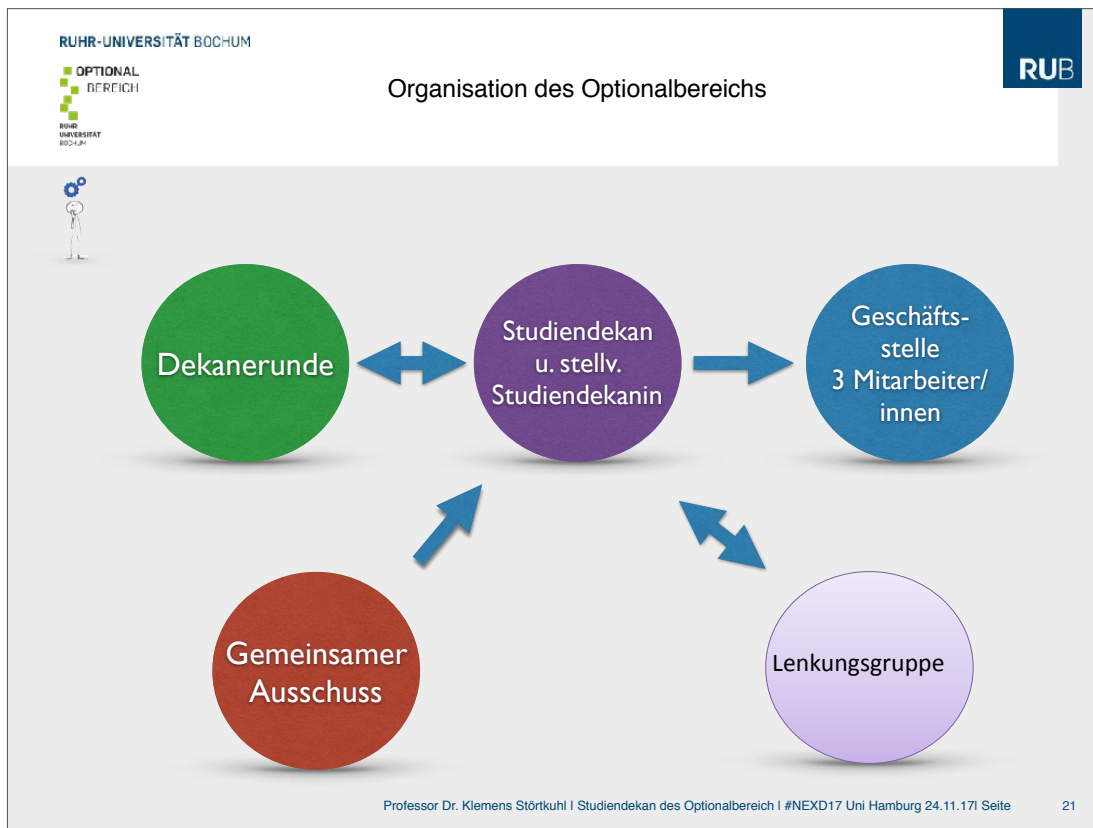 RUHR-UNIVERSITÄT BOCHUM
OPTIONAL
BEREICH
RUHR
UNIVERSITÄT
BOCHUM
Organisation des Optionalbereichs
RUB
Dekanerunde
Studiendekan
u. stellv.
Studiendekanin
Geschäfts-
stelle
3 Mitarbeiter/
innen
Gemeinsamer
Ausschuss
Lenkungsgruppe
Professor Dr. Klemens Störtkuhl I Studiendekan des Optionalbereich I #NEXD17 Uni Hamburg 24.11.17I Seite 21